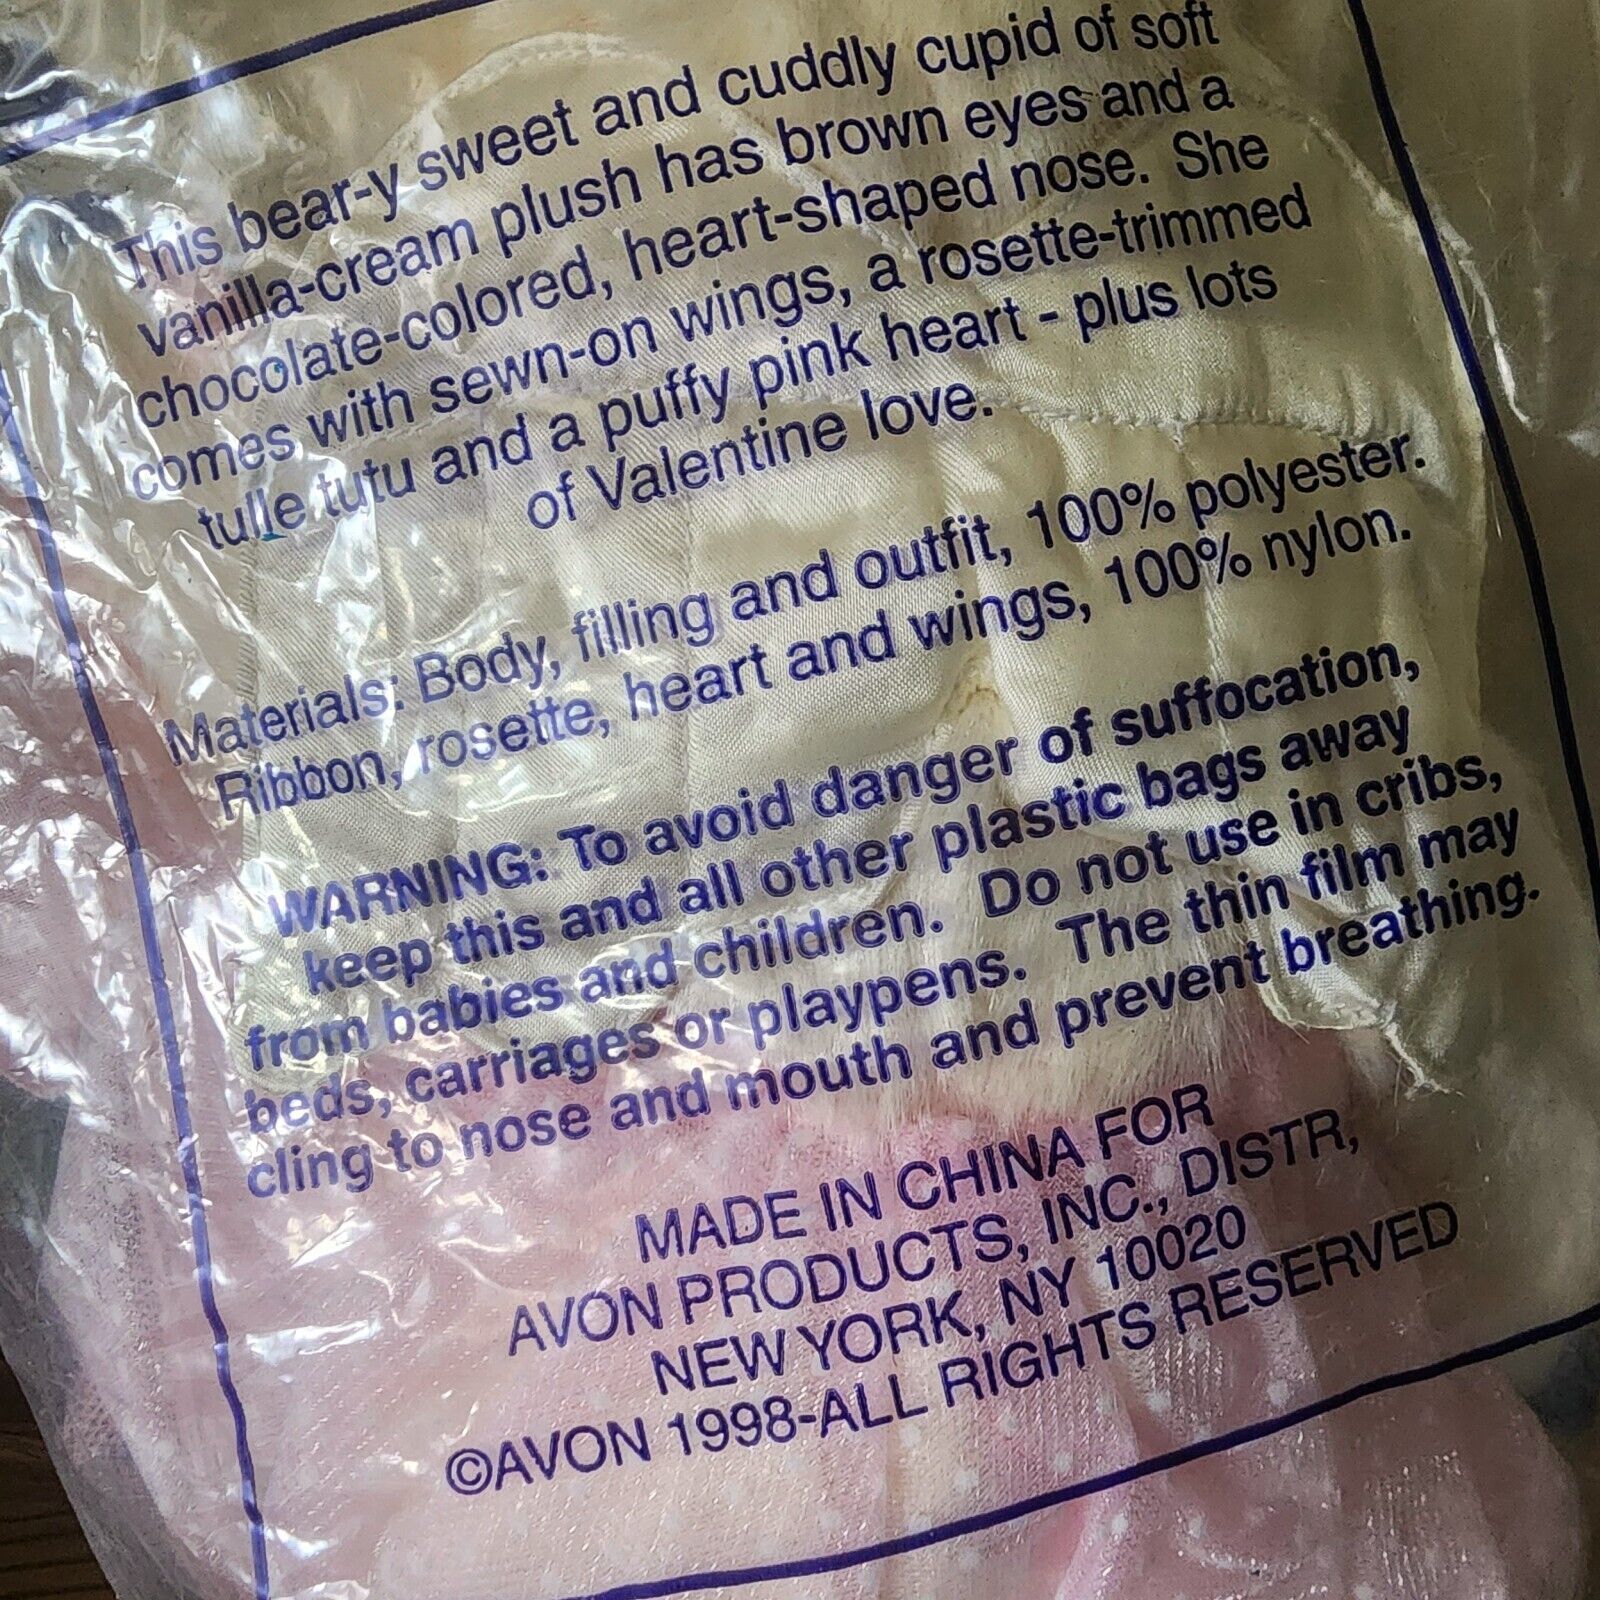 This bear-y sweet and cuddly cupid of soft
vanilla-cream plush has brown eyes and a
chocolate-colored, heart-shaped nose. She
comes with sewn-on wings, a rosette-trimmed
tulle tutu and a puffy pink heart - plus lots
of Valentine love.
Materials: Body, filling and outfit, 100% polyester.
Ribbon, rosette, heart and wings, 100% nylon.
WARNING: To avoid danger of suffocation,
keep this and all other plastic bags away
from babies and children. Do not use in cribs,
beds, carriages or playpens. The thin film may
cling to nose and mouth and prevent breathing.
MADE IN CHINA FOR
AVON PRODUCTS, INC., DISTR,
NEW YORK, NY 10020
©AVON 1998-ALL RIGHTS RESERVED